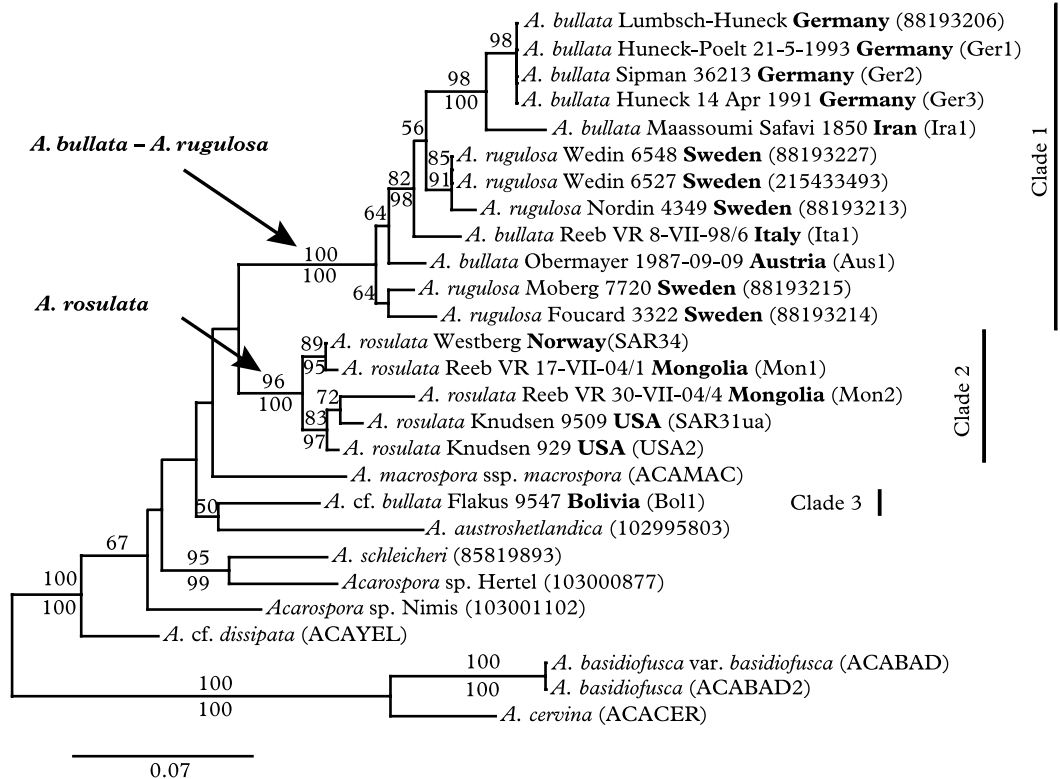 A. bullata Lumbsch-Huneck Germany (88193206)
98
A. bullata Huneck-Poelt 21-5-1993 Germany (Ger1)
A. bullata Sipman 36213 Germany (Ger2)
98
100
A. bullata Huneck 14 Apr 1991 Germany (Ger3)
A. bullata Maassoumi Safavi 1850 Iran (Ira1)
Clade 1
56
A. bullata – A. rugulosa
85
91
A. rugulosa Wedin 6548 Sweden (88193227)
A. rugulosa Wedin 6527 Sweden (215433493)
82
98
A. rugulosa Nordin 4349 Sweden (88193213)
64
A. bullata Reeb VR 8-VII-98/6 Italy (Ita1)
100
100
A. bullata Obermayer 1987-09-09 Austria (Aus1)
64
A. rugulosa Moberg 7720 Sweden (88193215)
A. rosulata
A. rugulosa Foucard 3322 Sweden (88193214)
89
95
A. rosulata Westberg Norway(SAR34)
A. rosulata Reeb VR 17-VII-04/1 Mongolia (Mon1)
96
100
72
A. rosulata Reeb VR 30-VII-04/4 Mongolia (Mon2)
Clade 2
83
97
A. rosulata Knudsen 9509 USA (SAR31ua)
A. rosulata Knudsen 929 USA (USA2)
A. macrospora ssp. macrospora (ACAMAC)
50
A. cf. bullata Flakus 9547 Bolivia (Bol1)
Clade 3
A. austroshetlandica (102995803)
67
95
99
A. schleicheri (85819893)
Acarospora sp. Hertel (103000877)
100
100
Acarospora sp. Nimis (103001102)
A. cf. dissipata (ACAYEL)
100
100
A. basidiofusca var. basidiofusca (ACABAD)
100
100
A. basidiofusca (ACABAD2)
A. cervina (ACACER)
0.07